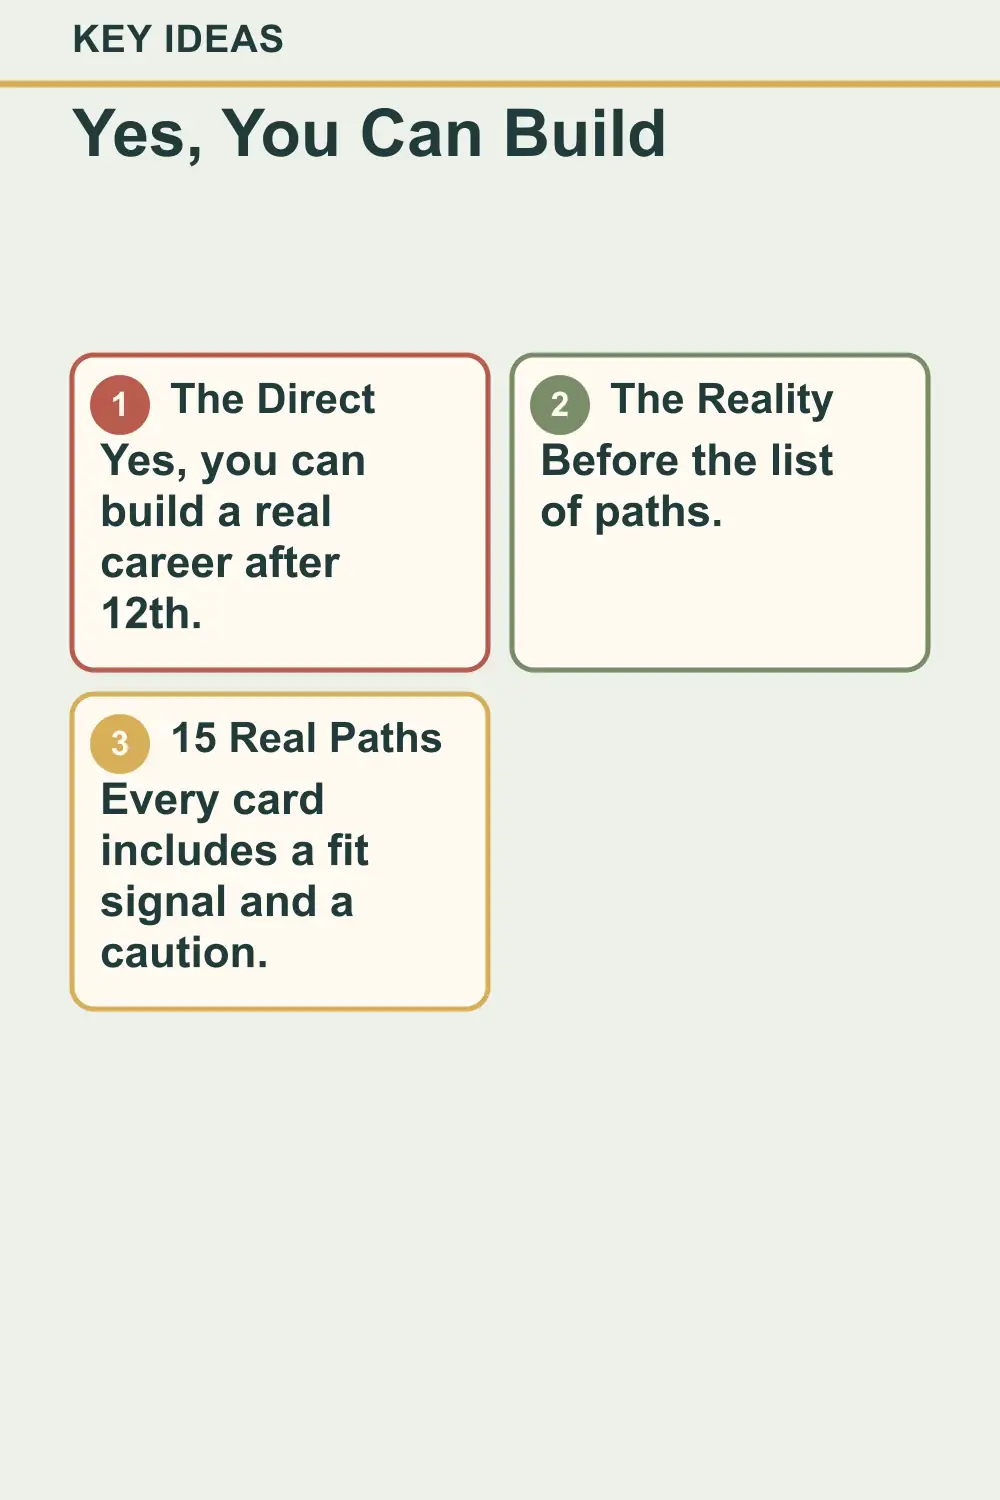 KEY IDEAS
Yes, You Can Build
1 The Direct
Yes, you can
build a real
career after
12th.
2 The Reality
Before the list
of paths.
3 15 Real Paths
Every card
includes a fit
signal and a
caution.